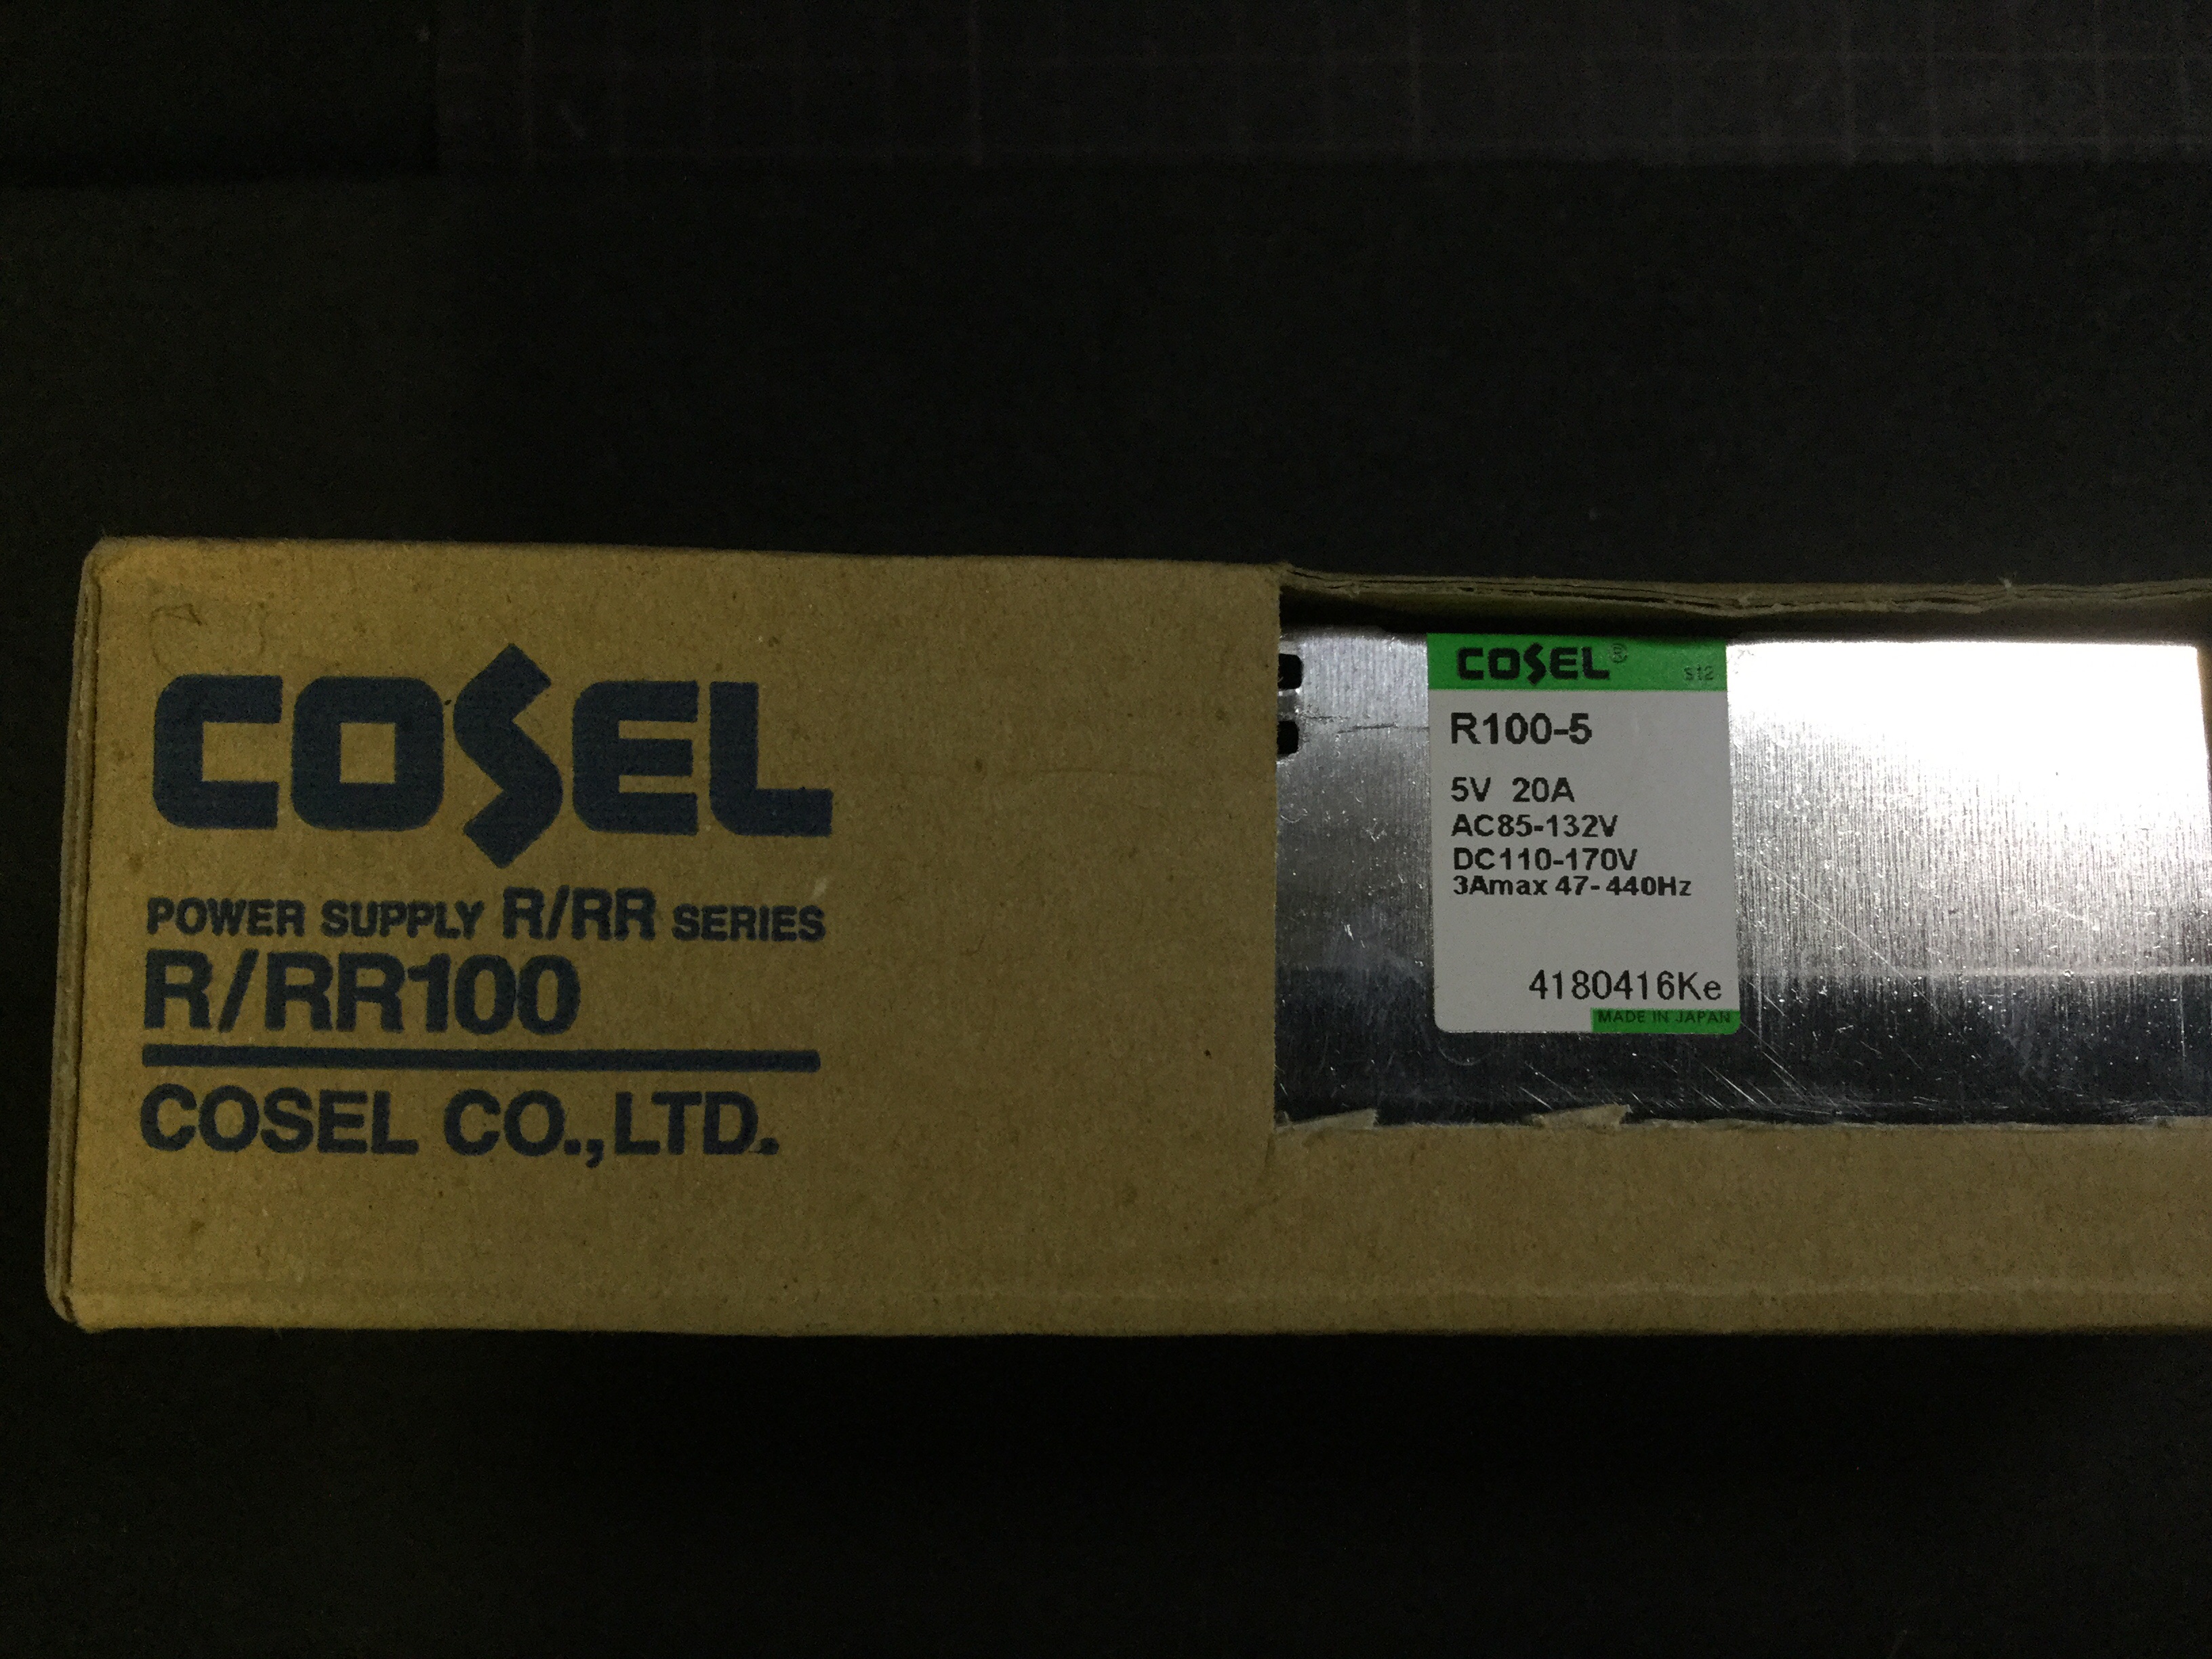 COSEL
POWER SUPPLY R/RR SERIES
R/RR100
COSEL CO.,LTD.
COSEL®
S12
R100-5
5V 20A
AC85-132V
DC110-170V
3Amax 47-440Hz
4180416Ke
MADE IN JAPAN